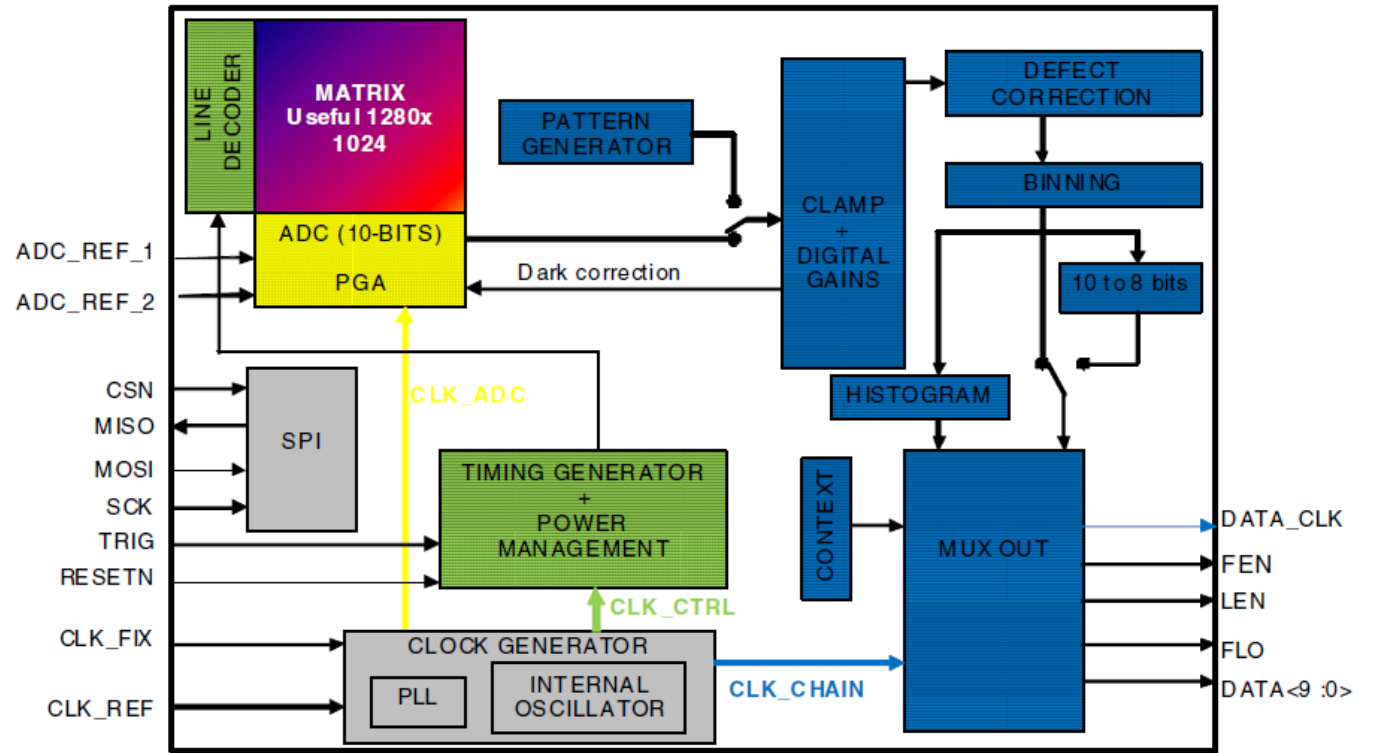 LINE
DECODER
MATRIX
Useful 1280x
1024
ADC (10-BITS)
PGA
PATTERN
GENERATOR
CLAMP
+
DIGITAL
GAINS
DEFECT
CORRECTION
BINNING
10 to 8 bits
Dark correction
HISTOGRAM
ADC_REF_1
ADC_REF_2
CSN
MISO
MOSI
SCK
TRIG
RESETN
CLK_FIX
CLK_REF
SPI
CLK_ADC
TIMING GENERATOR
+
POWER
MANAGEMENT
CLK_CTRL
CLOCK GENERATOR
PLL
INTERNAL
OSCILLATOR
CLK_CHAIN
CONTEXT
MUX OUT
DATA_CLK
FEN
LEN
FLO
DATA<9 :0>